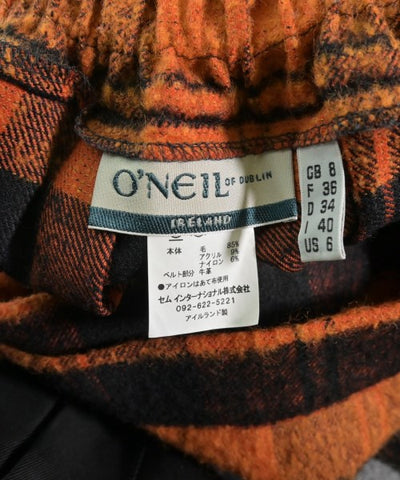 O'NEIL OF DUBLIN
IRELAND
GB 8
F 36
D 34
I 40
US 6
本体 毛 85%
アクリル 9%
ナイロン 6%
ベルト部分 牛革
●アイロンはあて布使用
セム インターナショナル株式会社
092-622-5221
アイルランド製